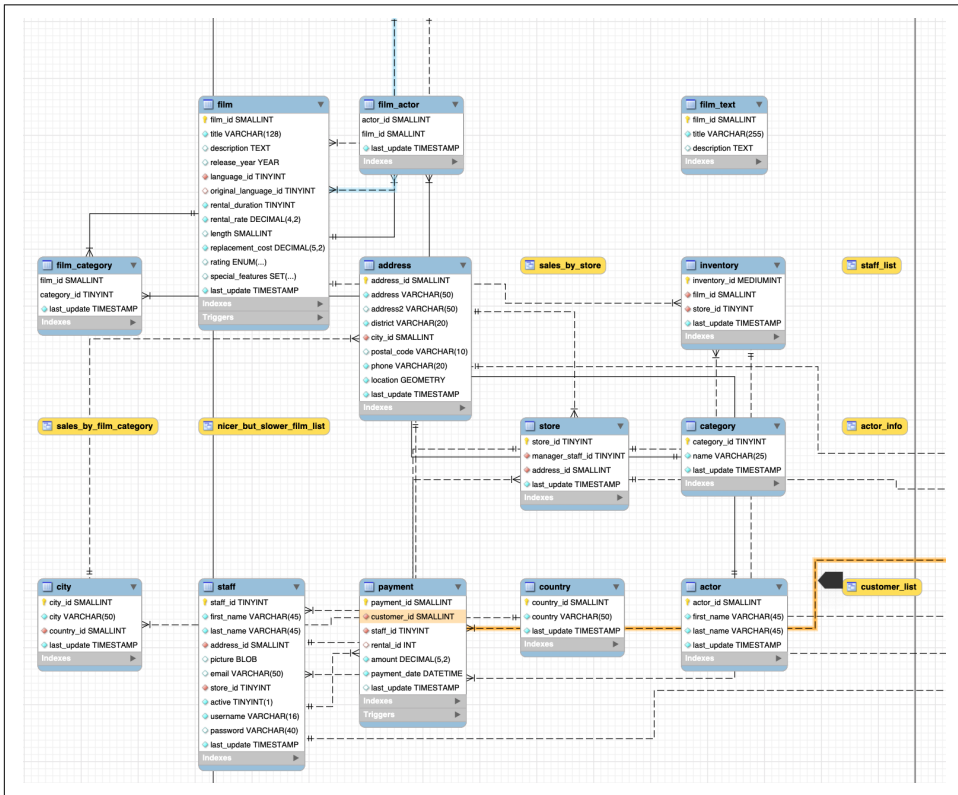 film
film_id SMALLINT
title VARCHAR(128)
description TEXT
release_year YEAR
language_id TINYINT
original_language_id TINYINT
rental_duration TINYINT
rental_rate DECIMAL(4,2)
length SMALLINT
replacement_cost DECIMAL(5,2)
rating ENUM(...)
special_features SET(...)
last_update TIMESTAMP
Indexes
Triggers
film_actor
actor_id SMALLINT
film_id SMALLINT
last_update TIMESTAMP
Indexes
film_text
film_id SMALLINT
title VARCHAR(255)
description TEXT
Indexes
film_category
film_id SMALLINT
category_id TINYINT
last_update TIMESTAMP
Indexes
address
address_id SMALLINT
address VARCHAR(50)
address2 VARCHAR(50)
district VARCHAR(20)
city_id SMALLINT
postal_code VARCHAR(10)
phone VARCHAR(20)
location GEOMETRY
last_update TIMESTAMP
Indexes
sales_by_store
inventory
inventory_id MEDIUMINT
film_id SMALLINT
store_id TINYINT
last_update TIMESTAMP
Indexes
staff_list
sales_by_film_category
nicer_but_slower_film_list
store
store_id TINYINT
manager_staff_id TINYINT
address_id SMALLINT
last_update TIMESTAMP
Indexes
category
category_id TINYINT
name VARCHAR(25)
last_update TIMESTAMP
Indexes
actor_info
city
city_id SMALLINT
city VARCHAR(50)
country_id SMALLINT
last_update TIMESTAMP
Indexes
staff
staff_id TINYINT
first_name VARCHAR(45)
last_name VARCHAR(45)
address_id SMALLINT
picture BLOB
email VARCHAR(50)
store_id TINYINT
active TINYINT(1)
username VARCHAR(16)
password VARCHAR(40)
last_update TIMESTAMP
Indexes
payment
payment_id SMALLINT
customer_id SMALLINT
staff_id TINYINT
rental_id INT
amount DECIMAL(5,2)
payment_date DATETIME
last_update TIMESTAMP
Indexes
Triggers
country
country_id SMALLINT
country VARCHAR(50)
last_update TIMESTAMP
Indexes
actor
actor_id SMALLINT
first_name VARCHAR(45)
last_name VARCHAR(45)
last_update TIMESTAMP
Indexes
customer_list